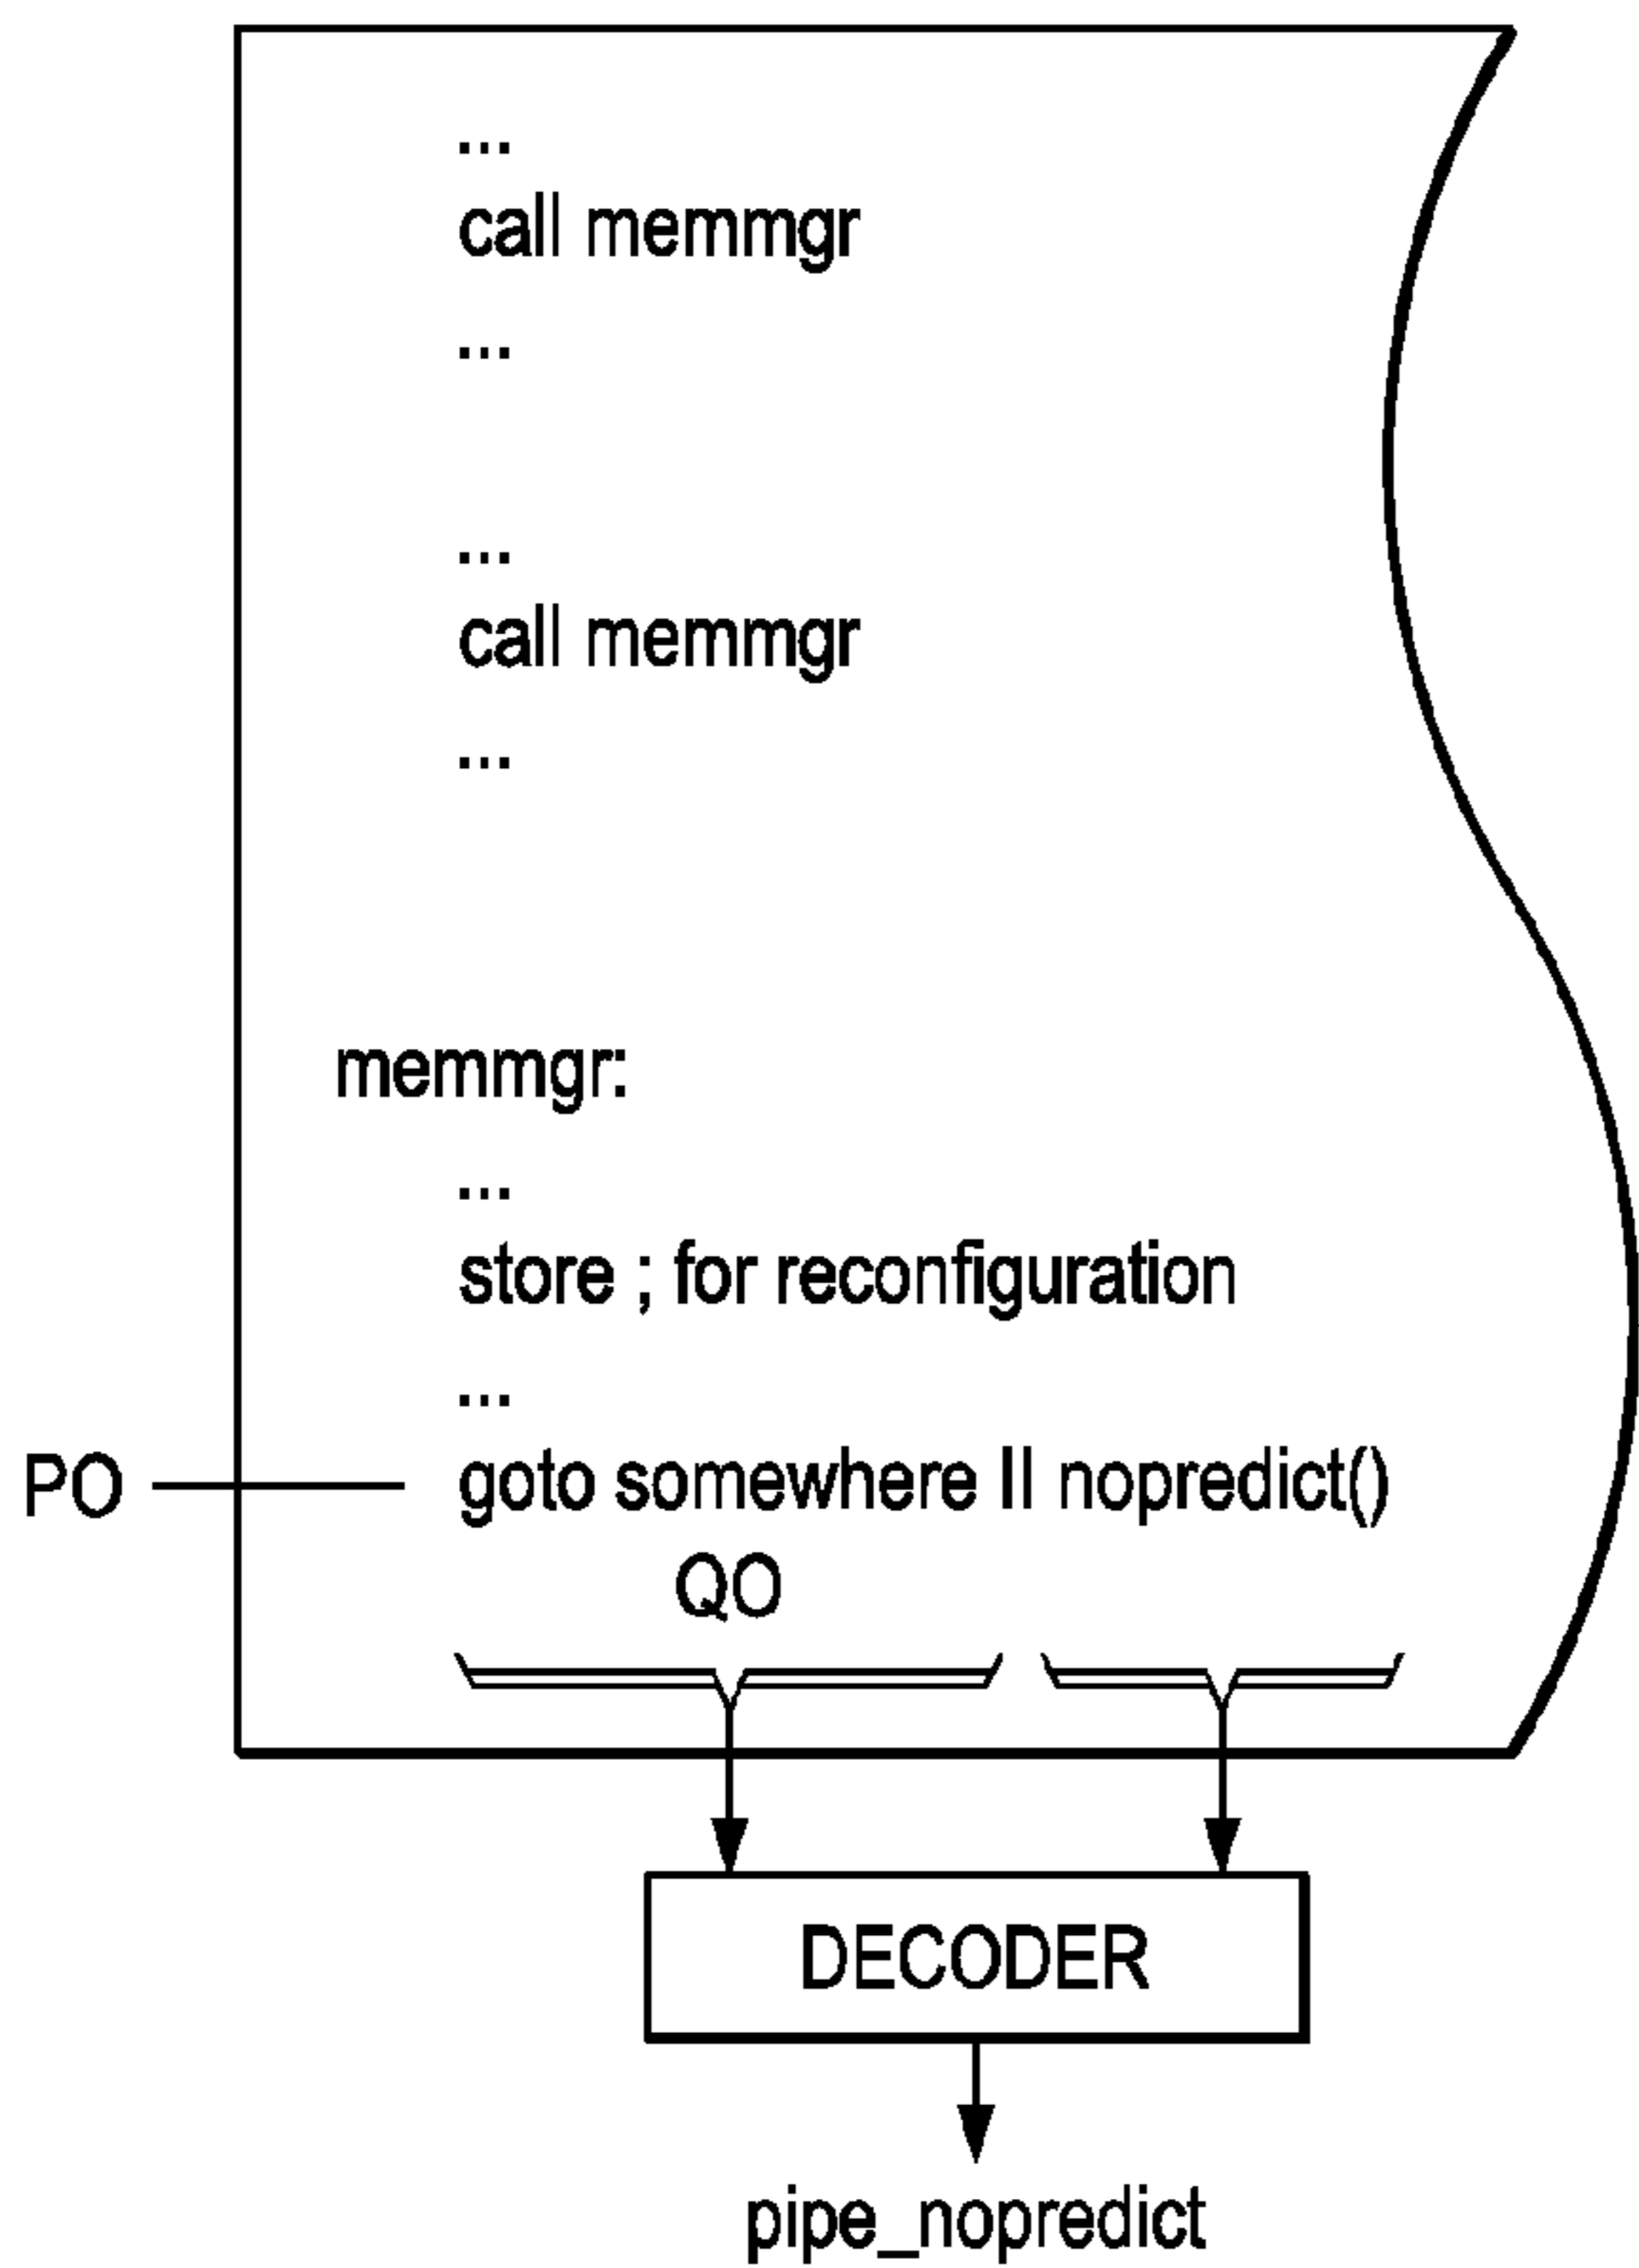 ...
call memmgr
...
...
call memmgr
...
memmgr:
...
store ; for reconfiguration
...
PO goto somewhere II nopredict()
QO
DECODER
pipe_nopredict